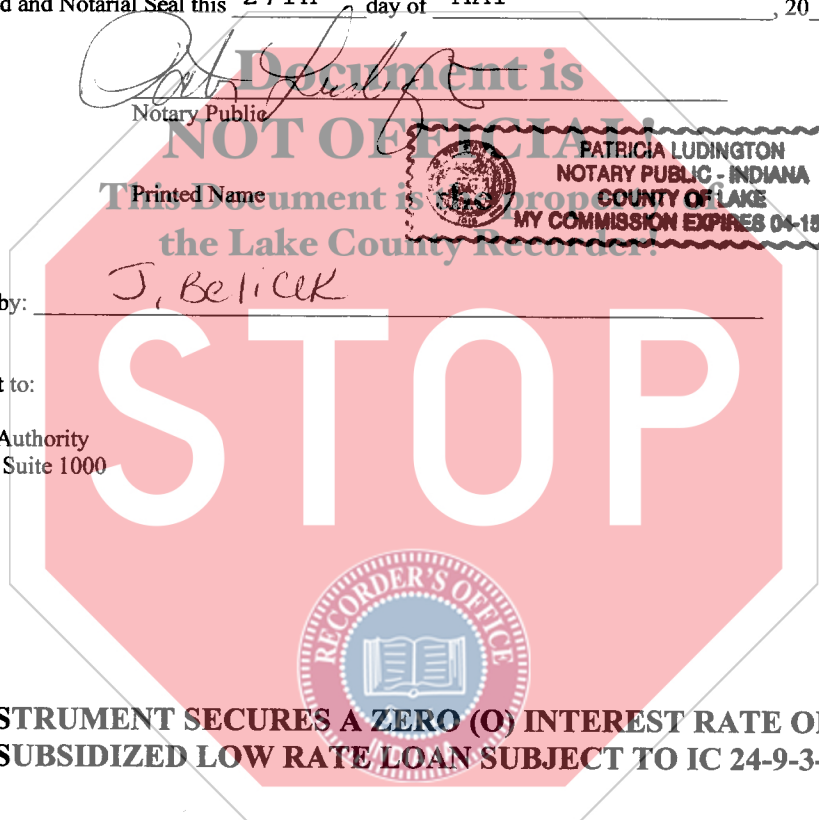 d and Notarial Seal this 27TH day of MAY , 20
Document is
Notary Public
NOT OFFICIAL!
PATRICIA LUDINGTON
NOTARY PUBLIC - INDIANA
COUNTY OF LAKE
MY COMMISSION EXPIRES 04-15
Printed Name
This Document is the property of
the Lake County Recorder!
by: J. Belicek
STOP
t to:
Authority
Suite 1000
RECORDER'S OFFICE
INDIANA
STRUMENT SECURES A ZERO (O) INTEREST RATE O
SUBSIDIZED LOW RATE LOAN SUBJECT TO IC 24-9-3-